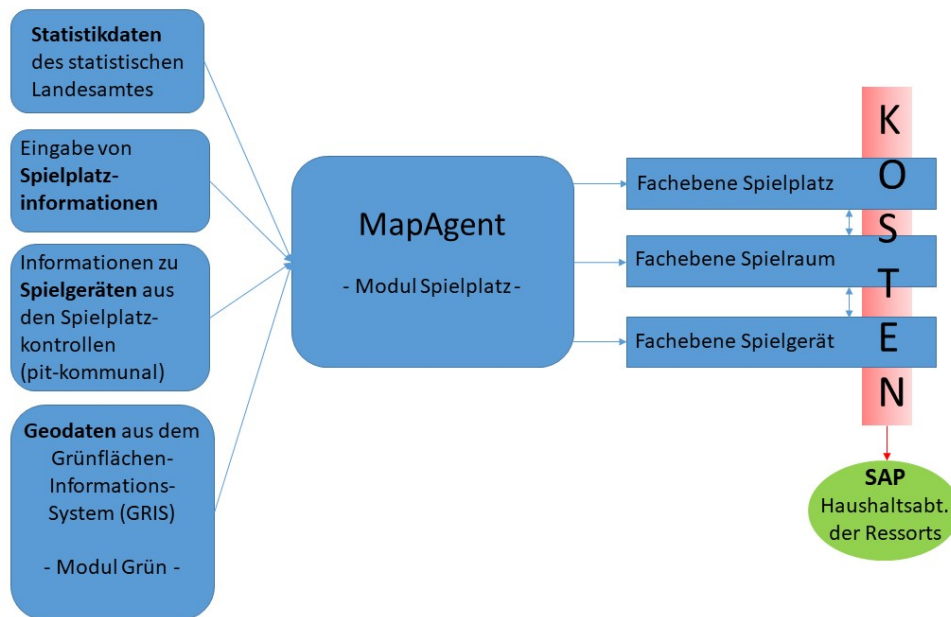 Statistikdaten
des statistischen
Landesamtes
Eingabe von
Spielplatz-
informationen
Informationen zu
Spielgeräten aus
den Spielplatz-
kontrollen
(pit-kommunal)
Geodaten aus dem
Grünflächen-
Informations-
System (GRIS)
- Modul Grün -
MapAgent
- Modul Spielplatz-
Fachebene Spielplatz
Fachebene Spielraum
Fachebene Spielgerät
KOSTEN
SAP
Haushaltsabt.
der Ressorts